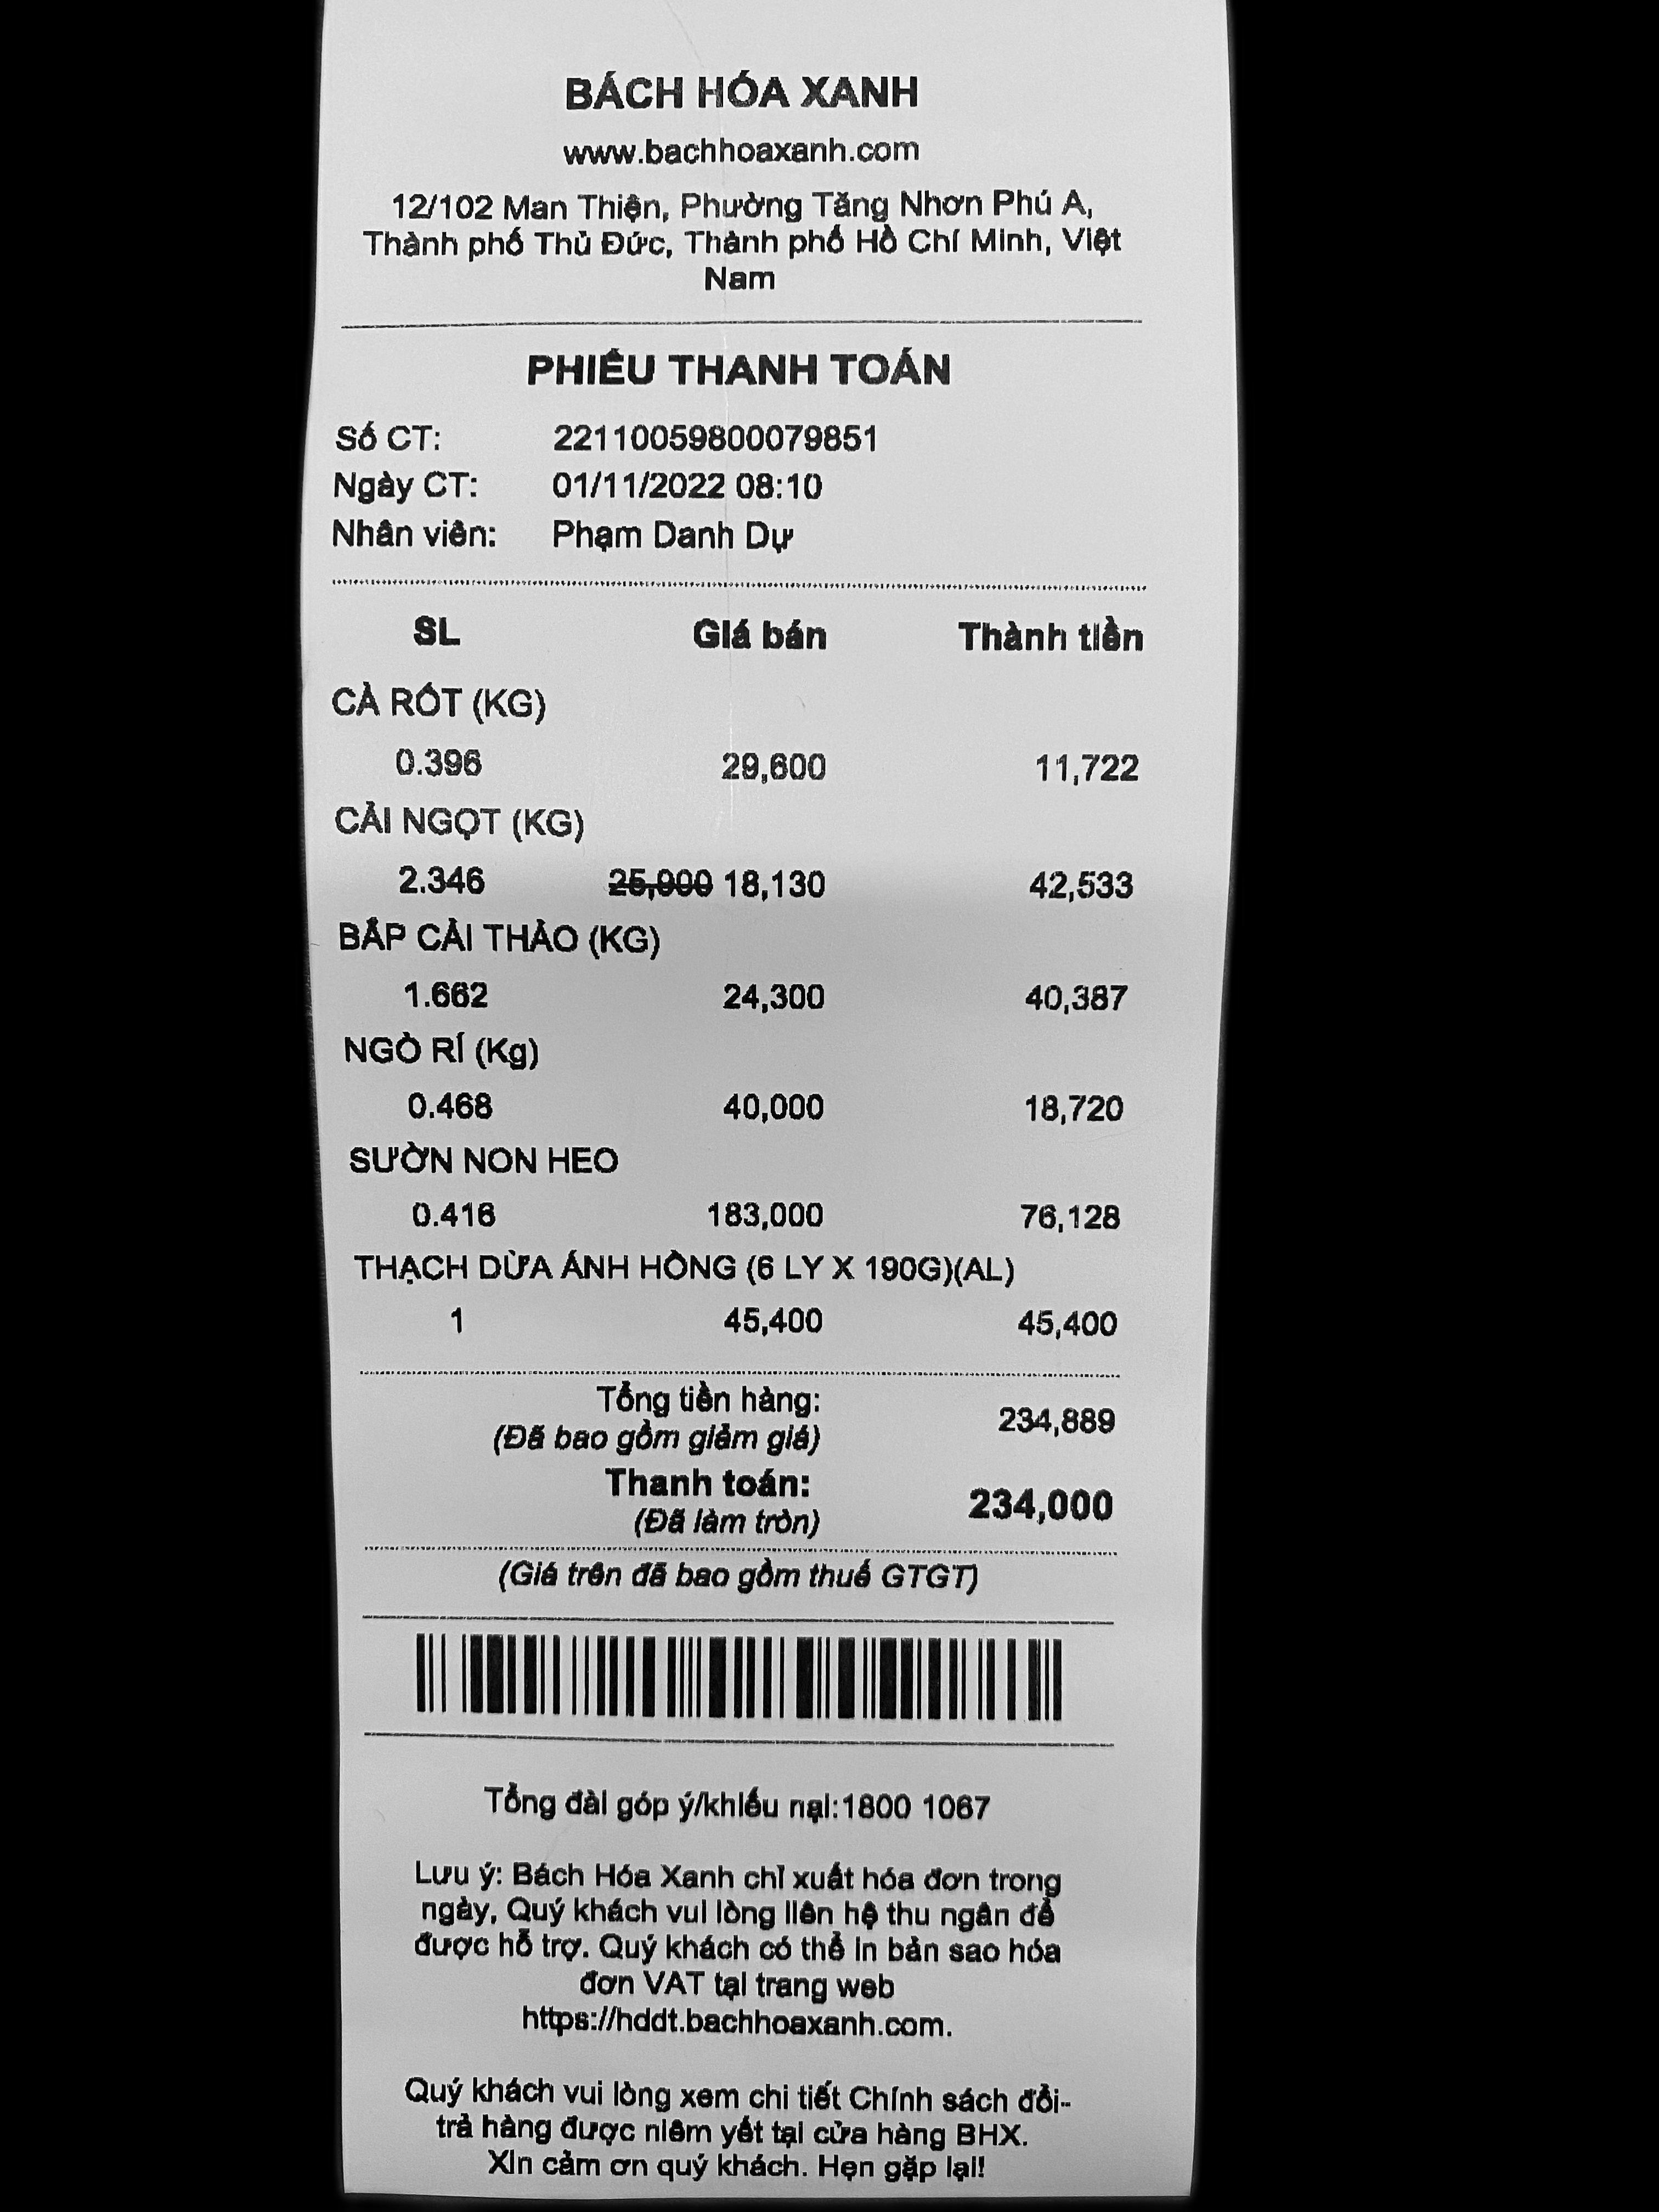 BÁCH HÓA XANH
www.bachhoaxanh.com
12/102 Man Thiện, Phường Tăng Nhơn Phú A,
Thành phố Thủ Đức, Thành phố Hồ Chí Minh, Việt
Nam
PHIẾU THANH TOÁN
Số CT: 22110059800079851
Ngày CT: 01/11/2022 08:10
Nhân viên: Phạm Danh Dự
SL Giá bán Thành tiền
CÀ RỐT (KG)
0.396 29,600 11,722
CẢI NGỌT (KG)
2.346 25,900 18,130 42,533
BẮP CẢI THẢO (KG)
1.662 24,300 40,387
NGÒ RÍ (Kg)
0.468 40,000 18,720
SƯỜN NON HEO
0.416 183,000 76,128
THẠCH DỪA ÁNH HỒNG (6 LY X 190G)(AL)
1 45,400 45,400
Tổng tiền hàng: 234,889
(Đã bao gồm giảm giá)
Thanh toán: 234,000
(Đã làm tròn)
(Giá trên đã bao gồm thuế GTGT)
Tổng đài góp ý/khiếu nại:1800 1067
Lưu ý: Bách Hóa Xanh chỉ xuất hóa đơn trong
ngày, Quý khách vui lòng liên hệ thu ngân để
được hỗ trợ. Quý khách có thể in bản sao hóa
đơn VAT tại trang web
https://hddt.bachhoaxanh.com.
Quý khách vui lòng xem chi tiết Chính sách đổi-
trả hàng được niêm yết tại cửa hàng BHX.
Xin cảm ơn quý khách. Hẹn gặp lại!